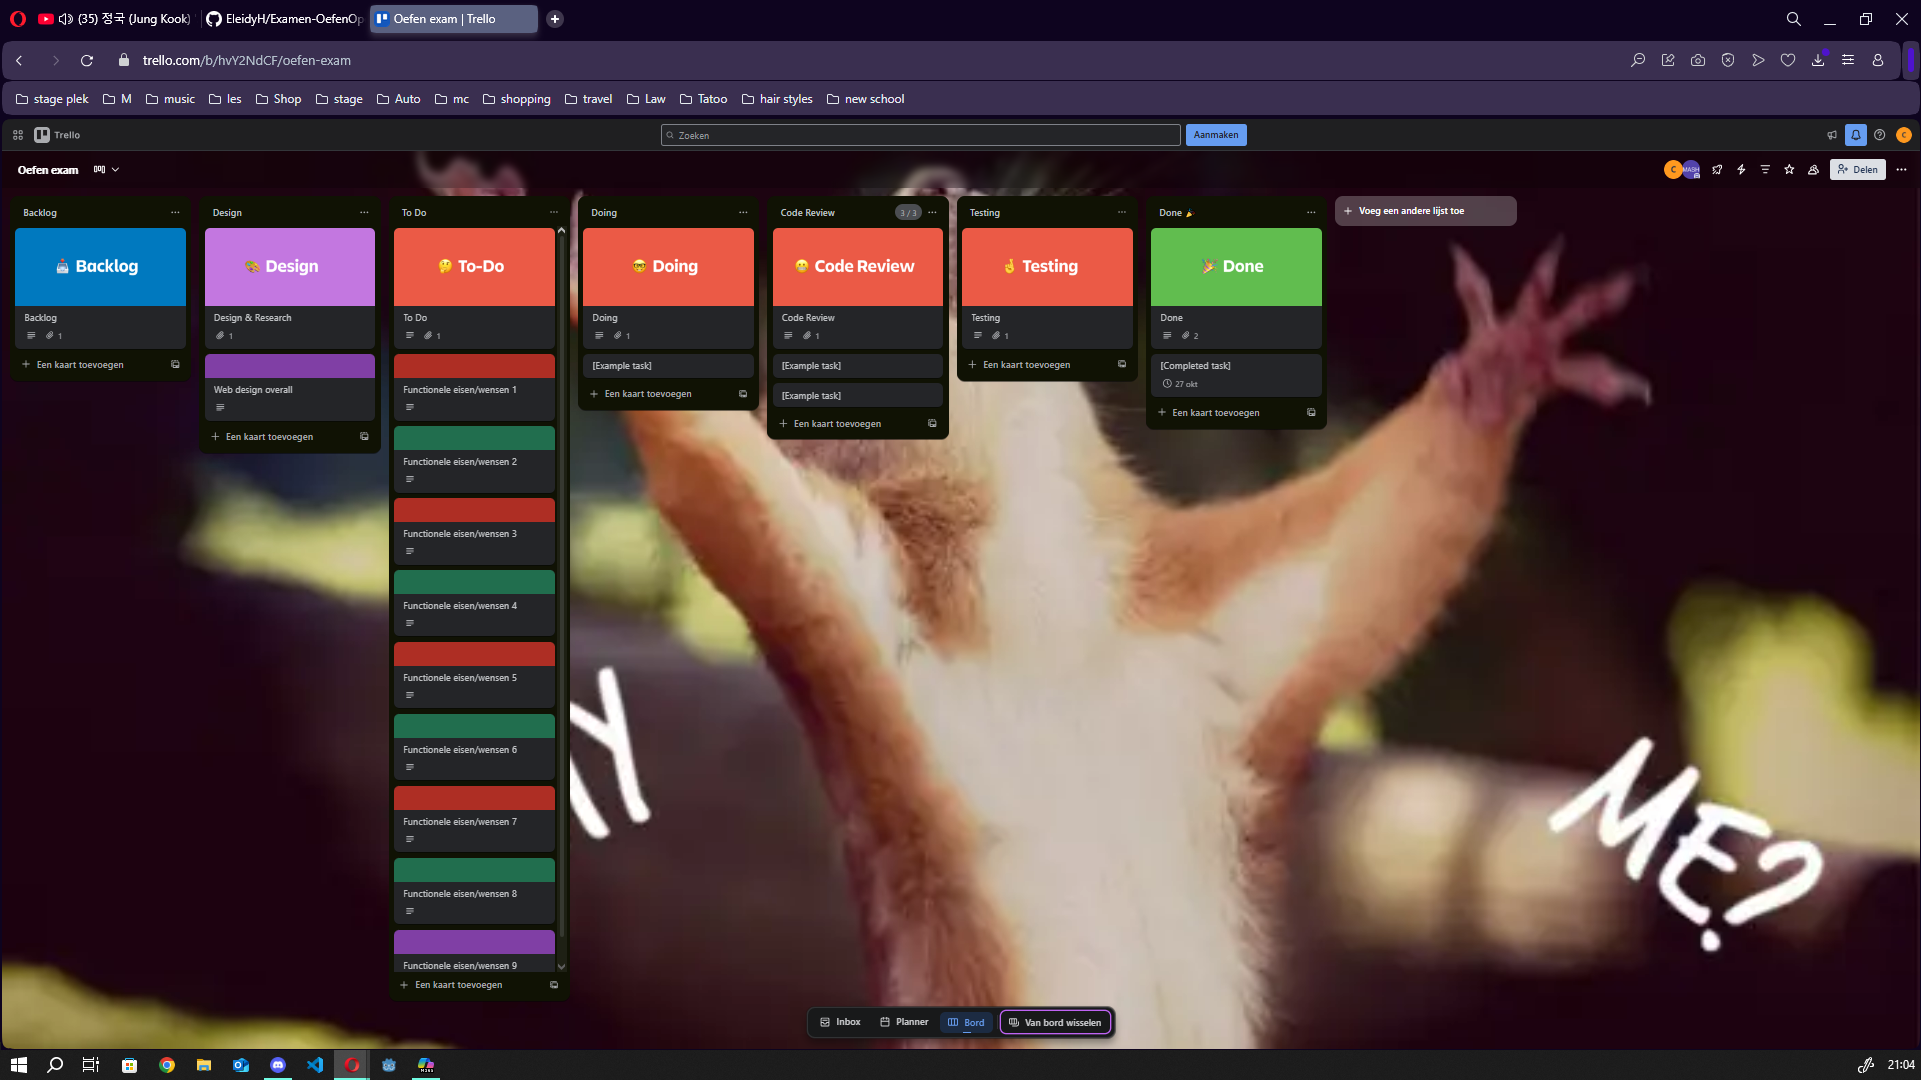 (35) 정국 (Jung Kook)
EleidyH/Examen-OefenOp
Oefen exam | Trello
trello.com/b/hvY2NdCF/oefen-exam
stage plek
M
music
les
Shop
stage
Auto
mc
shopping
travel
Law
Tatoo
hair styles
new school
Trello
Zoeken
Aanmaken
C
Oefen exam
C
Delen
Backlog
Backlog
Backlog
1
Een kaart toevoegen
Design
Design
Design & Research
1
Web design overall
Een kaart toevoegen
To Do
To-Do
To Do
1
Functionele eisen/wensen 1
Functionele eisen/wensen 2
Functionele eisen/wensen 3
Functionele eisen/wensen 4
Functionele eisen/wensen 5
Functionele eisen/wensen 6
Functionele eisen/wensen 7
Functionele eisen/wensen 8
Functionele eisen/wensen 9
Een kaart toevoegen
Doing
Doing
Doing
1
[Example task]
Een kaart toevoegen
Code Review
3 / 3
Code Review
Code Review
1
[Example task]
[Example task]
Een kaart toevoegen
Testing
Testing
Testing
1
Een kaart toevoegen
Done
Done
Done
2
[Completed task]
27 okt
Een kaart toevoegen
Voeg een andere lijst toe
Y
ME?
Inbox
Planner
Bord
Van bord wisselen
21:04